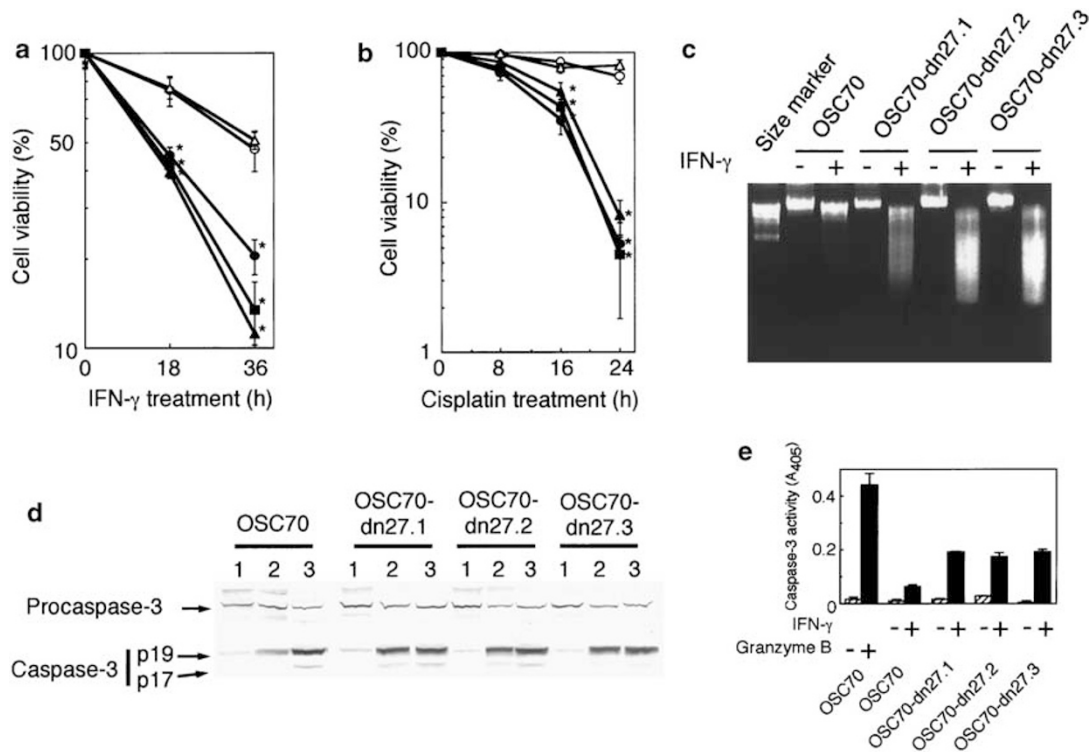 a
100
50
10
Cell viability (%)
0 18 36
IFN-γ treatment (h)
*
*
*
*
*
b
100
10
1
Cell viability (%)
0 8 16 24
Cisplatin treatment (h)
*
*
*
*
*
c
Size marker
OSC70
OSC70-dn27.1
OSC70-dn27.2
OSC70-dn27.3
IFN-γ - + - + - + - +
d
OSC70
OSC70-dn27.1
OSC70-dn27.2
OSC70-dn27.3
1 2 3 1 2 3 1 2 3 1 2 3
Procaspase-3
Caspase-3
p19
p17
e
Caspase-3 activity (A405)
0.4
0.2
0
IFN-γ - + - + - + - +
Granzyme B - +
OSC70
OSC70
OSC70-dn27.1
OSC70-dn27.2
OSC70-dn27.3